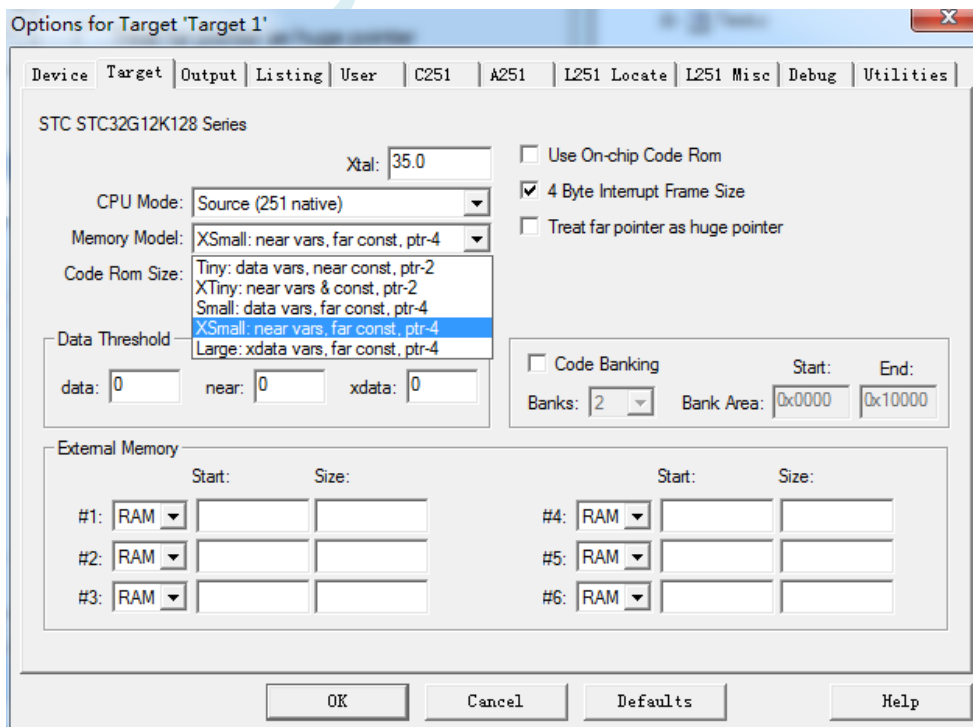 Options for Target 'Target 1'
Device Target Output Listing User C251 A251 L251 Locate L251 Misc Debug Utilities
STC STC32G12K128 Series
Xtal: 35.0
Use On-chip Code Rom
CPU Mode: Source (251 native)
4 Byte Interrupt Frame Size
Memory Model: XSmall: near vars, far const, ptr-4
Treat far pointer as huge pointer
Code Rom Size:
Tiny: data vars, near const, ptr-2
XTiny: near vars & const, ptr-2
Small: data vars, far const, ptr-4
XSmall: near vars, far const, ptr-4
Large: xdata vars, far const, ptr-4
Data Threshold
data: 0 near: 0 xdata: 0
Code Banking Start: End:
Banks: 2 Bank Area: 0x0000 0x10000
External Memory
Start: Size: Start: Size:
#1: RAM #4: RAM
#2: RAM #5: RAM
#3: RAM #6: RAM
OK Cancel Defaults Help